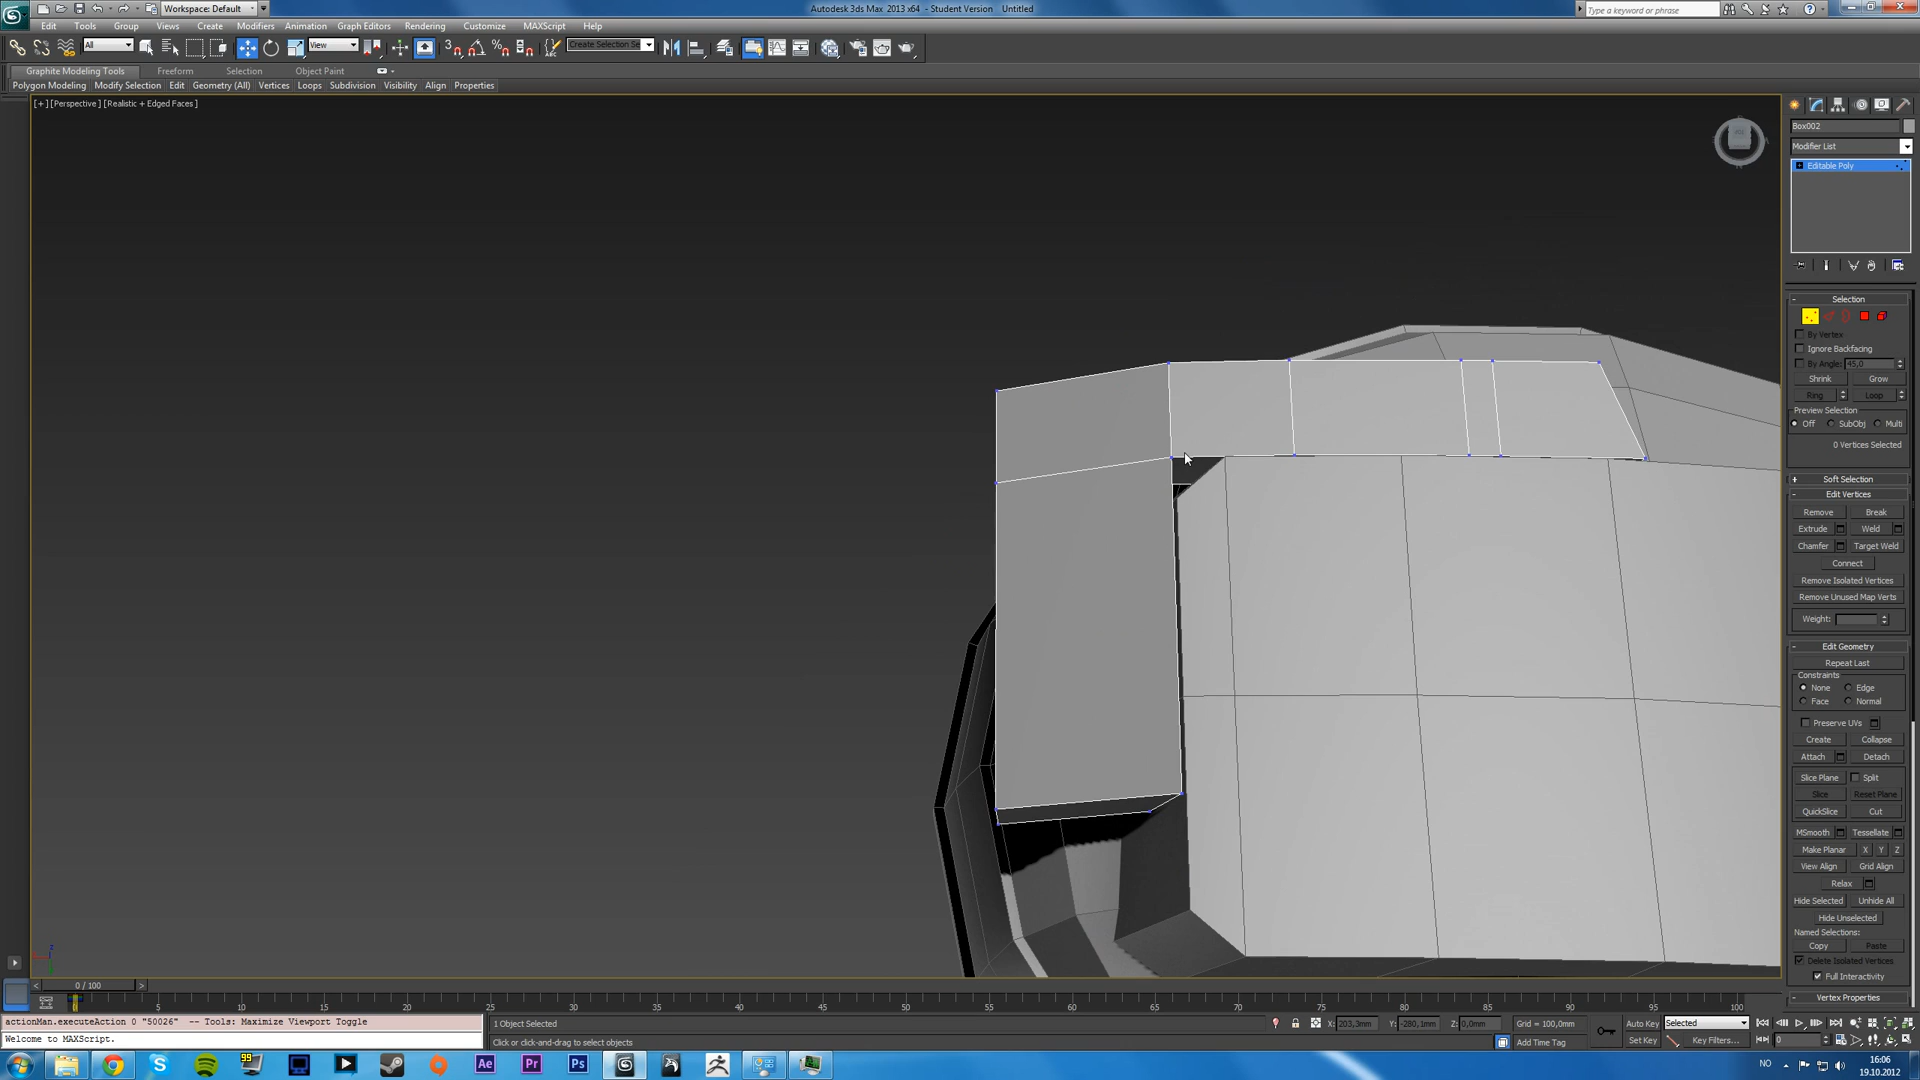 Workspace: Default
Autodesk 3ds Max 2013 x64 - Student Version Untitled
Type a keyword or phrase
Edit Tools Group Views Create Modifiers Animation Graph Editors Rendering Customize MAXScript Help
All
View
Create Selection Se
Graphite Modeling Tools Freeform Selection Object Paint
Polygon Modeling Modify Selection Edit Geometry (All) Vertices Loops Subdivision Visibility Align Properties
[+] [Perspective] [Realistic + Edged Faces]
Box002
Modifier List
Editable Poly
Selection
By Vertex
Ignore Backfacing
By Angle: 45,0
Shrink Grow
Ring Loop
Preview Selection
Off SubObj Multi
0 Vertices Selected
Soft Selection
Edit Vertices
Remove Break
Extrude Weld
Chamfer Target Weld
Connect
Remove Isolated Vertices
Remove Unused Map Verts
Weight:
Edit Geometry
Repeat Last
Constraints
None Edge
Face Normal
Preserve UVs
Create Collapse
Attach Detach
Slice Plane Split
Slice Reset Plane
QuickSlice Cut
MSmooth Tessellate
Make Planar X Y Z
View Align Grid Align
Relax
Hide Selected Unhide All
Hide Unselected
Named Selections:
Copy Paste
Delete Isolated Vertices
Full Interactivity
Vertex Properties
0 / 100
10 15 20 25 30 35 40 45 50 55 60 65 70 75 80 85 90 95 100
actionMan.executeAction 0 "50026" -- Tools: Maximize Viewport Toggle
Welcome to MAXScript.
1 Object Selected
Click or click-and-drag to select objects
X: 203,3mm Y: -280,1mm Z: 0,0mm Grid = 100,0mm
Add Time Tag
Auto Key Selected
Set Key Key Filters...
0
99
Ae Pr Ps
NO
16:06
19.10.2012